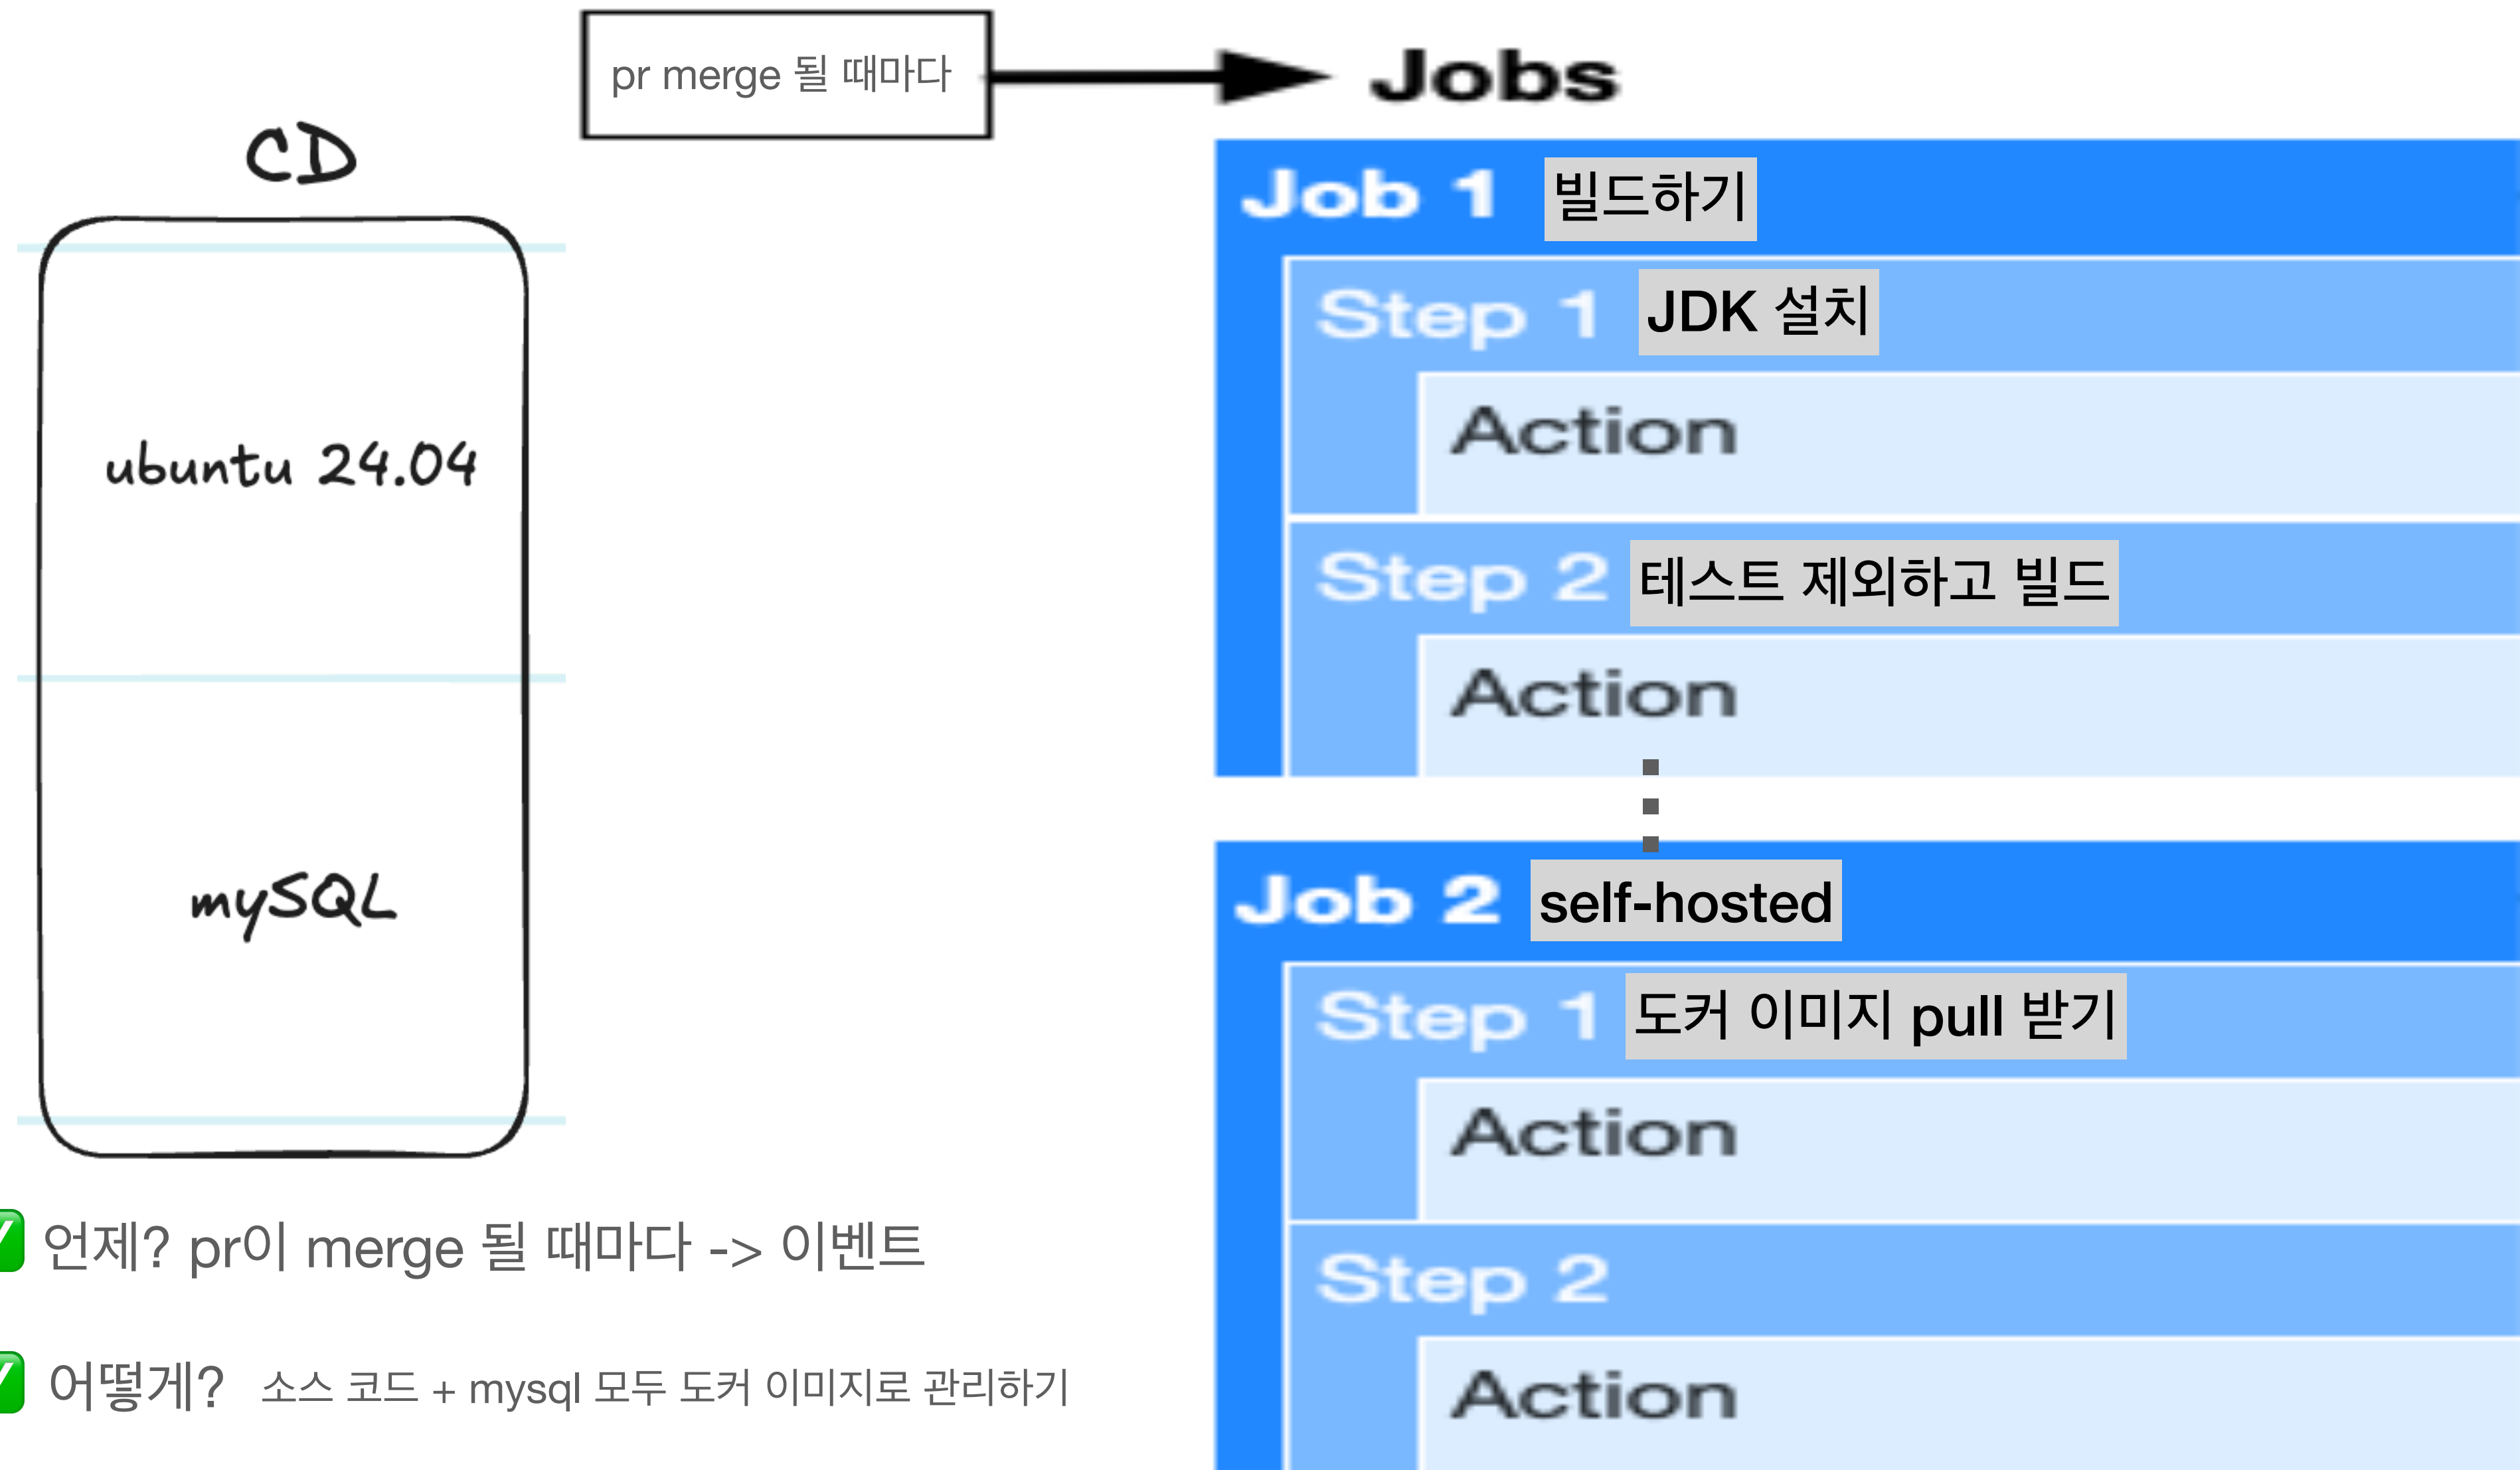 pr merge 될 때마다
CD
ubuntu 24.04
mySQL
언제? pr이 merge 될 때마다 -> 이벤트
어떻게? 소스 코드 + mysql 모두 도커 이미지로 관리하기
Jobs
Job 1 빌드하기
Step 1 JDK 설치
Action
Step 2 테스트 제외하고 빌드
Action
Job 2 self-hosted
Step 1 도커 이미지 pull 받기
Action
Step 2
Action